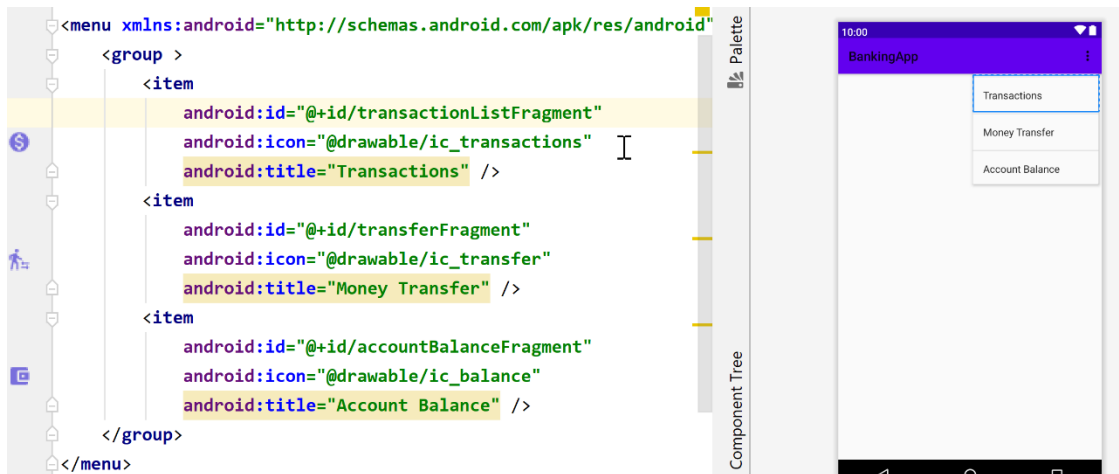 <menu xmlns:android="http://schemas.android.com/apk/res/android"
<group >
<item
android:id="@+id/transactionListFragment"
android:icon="@drawable/ic_transactions"
android:title="Transactions" />
<item
android:id="@+id/transferFragment"
android:icon="@drawable/ic_transfer"
android:title="Money Transfer" />
<item
android:id="@+id/accountBalanceFragment"
android:icon="@drawable/ic_balance"
android:title="Account Balance" />
</group>
</menu>
Palette
Component Tree
10:00
BankingApp
Transactions
Money Transfer
Account Balance